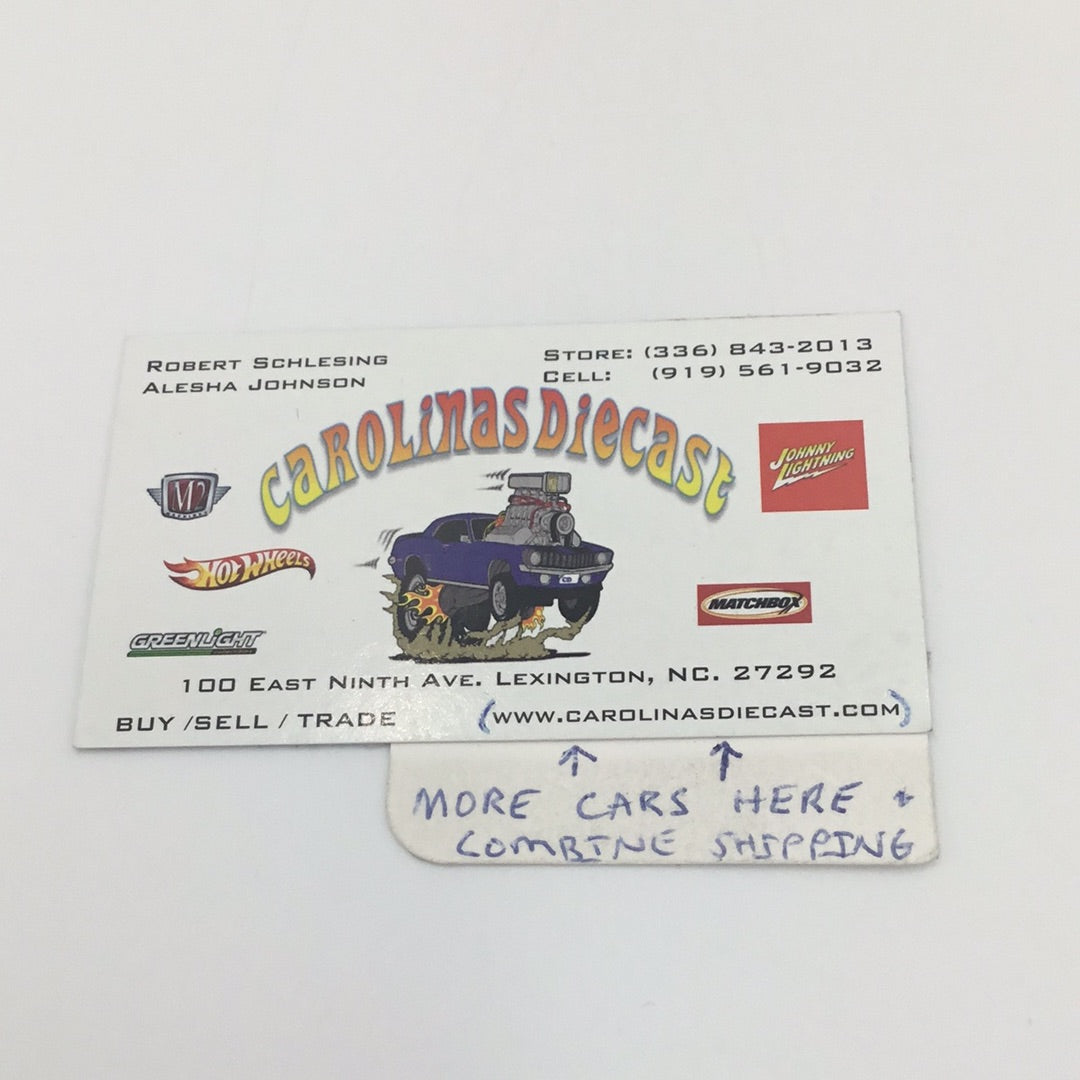 ROBERT SCHLESING
ALESHA JOHNSON
STORE: (336) 843-2013
CELL: (919) 561-9032
CAROLiNAS DiECAST
M2
JOHNNY
LIGHTNING
HOT WHEELS
CD
MATCHBOX
GREENLiGHT
100 EAST NINTH AVE. LEXINGTON, NC. 27292
BUY /SELL / TRADE (WWW.CAROLINASDIECAST.COM)
↑ ↑
MORE CARS HERE +
COMBINE SHIPPING